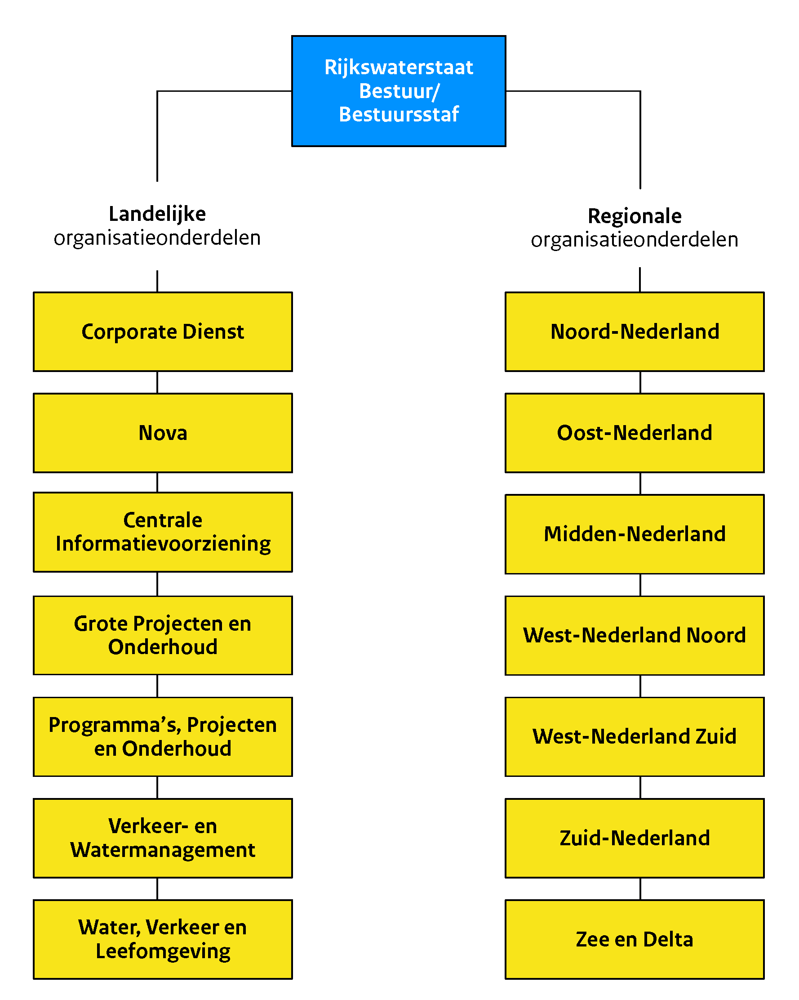 Rijkswaterstaat
Bestuur/
Bestuursstaf
Landelijke
organisatieonderdelen
Corporate Dienst
Nova
Centrale
Informatievoorziening
Grote Projecten en
Onderhoud
Programma’s, Projecten
en Onderhoud
Verkeer- en
Watermanagement
Water, Verkeer en
Leefomgeving
Regionale
organisatieonderdelen
Noord-Nederland
Oost-Nederland
Midden-Nederland
West-Nederland Noord
West-Nederland Zuid
Zuid-Nederland
Zee en Delta